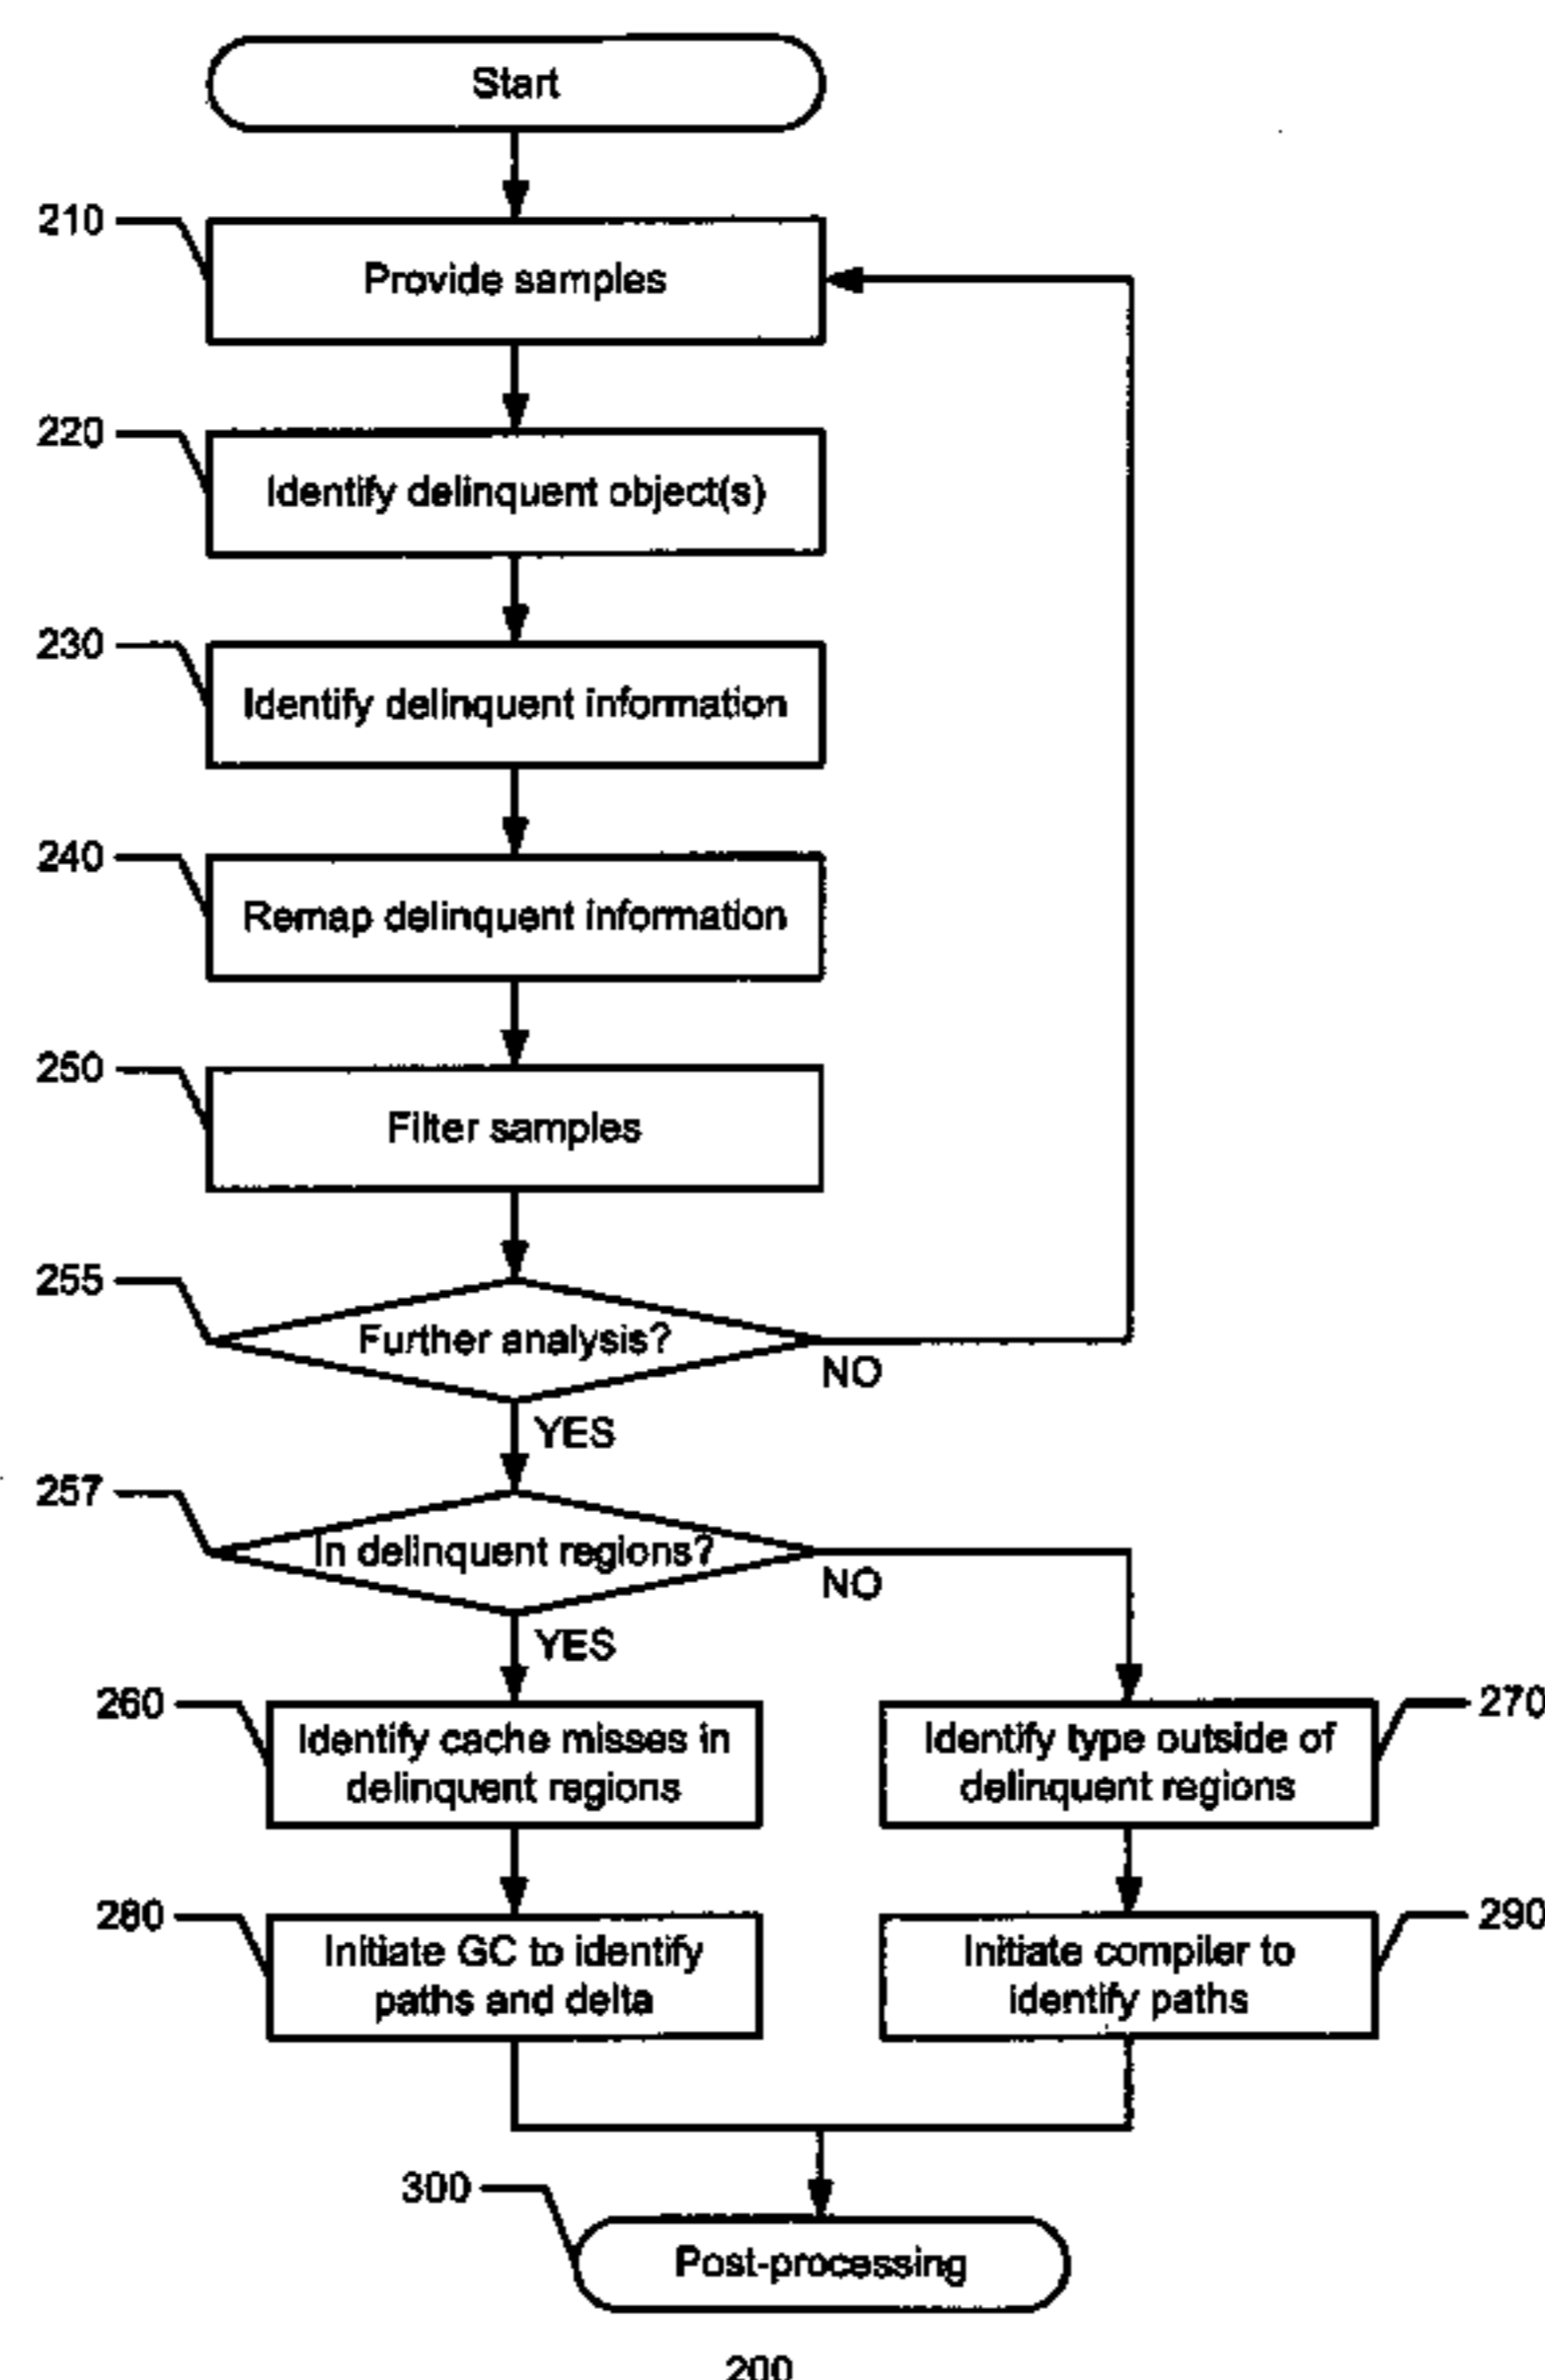 Start
210
Provide samples
220
Identify delinquent object(s)
230
Identify delinquent information
240
Remap delinquent information
250
Filter samples
255
Further analysis?
NO
YES
257
In delinquent regions?
NO
YES
260
Identify cache misses in
delinquent regions
270
Identify type outside of
delinquent regions
280
Initiate GC to identify
paths and delta
290
Initiate compiler to
identify paths
300
Post-processing
200